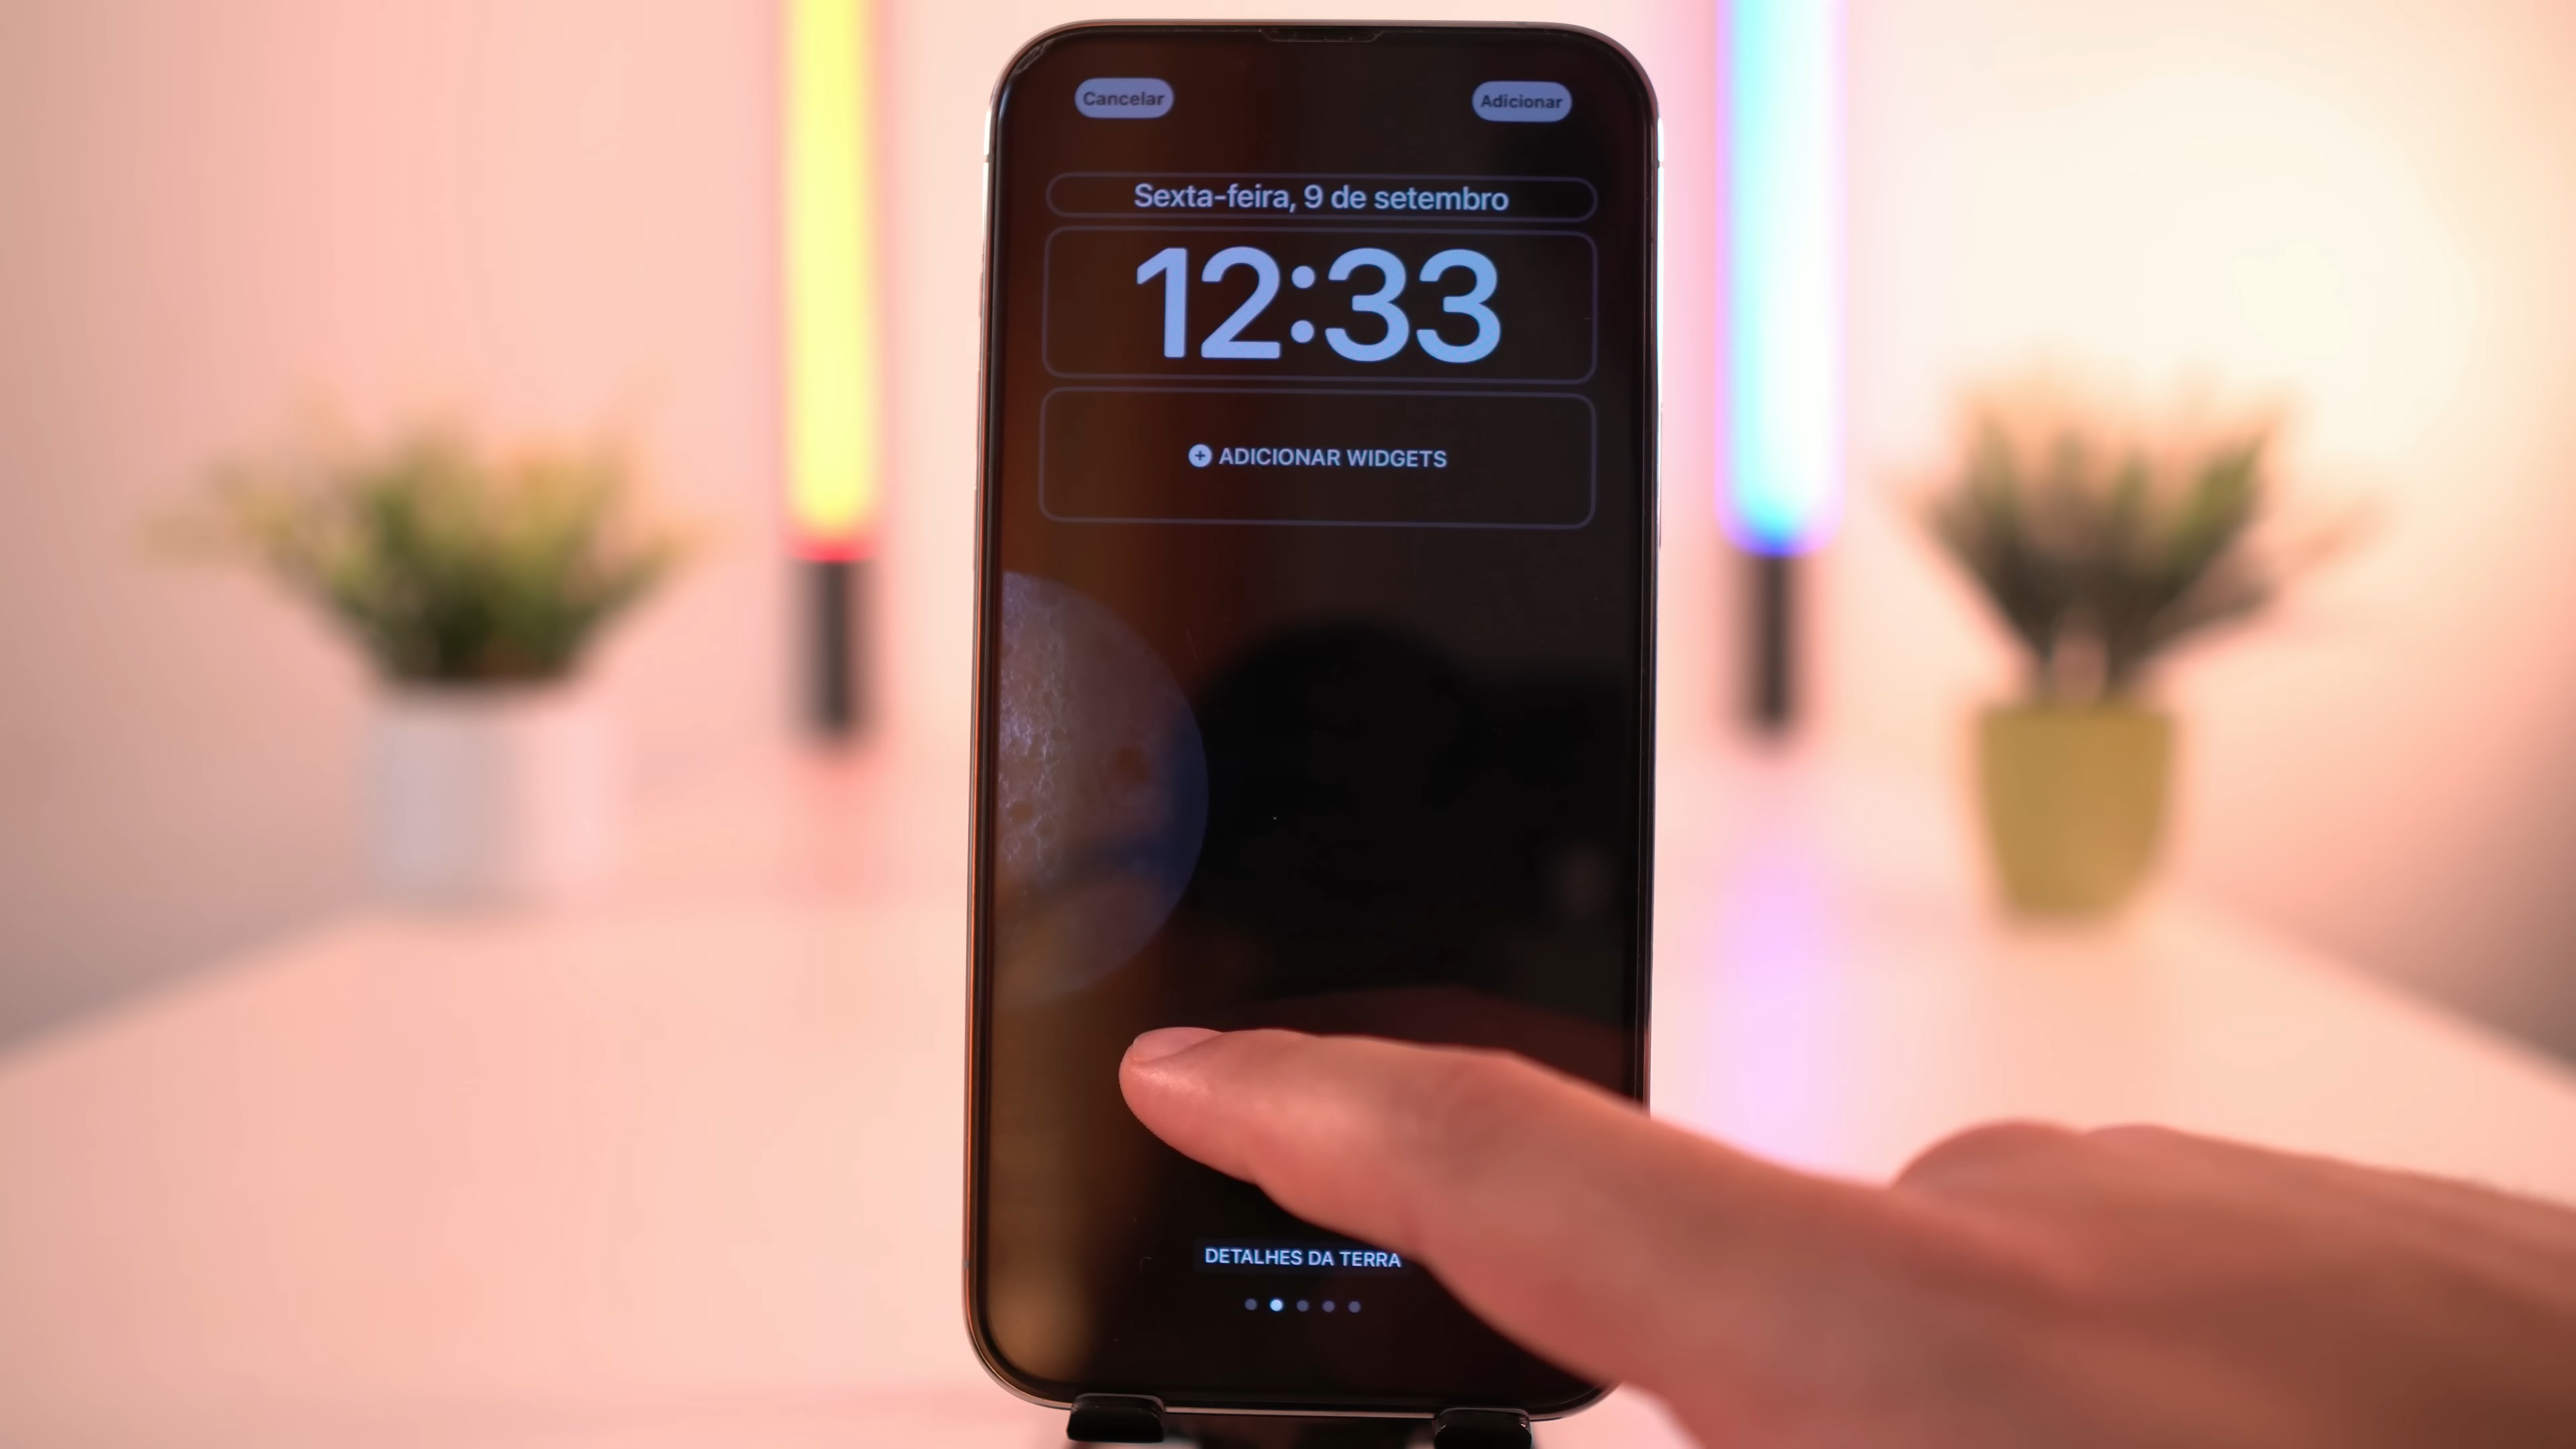 Cancelar
Adicionar
Sexta-feira, 9 de setembro
12:33
ADICIONAR WIDGETS
DETALHES DA TERRA